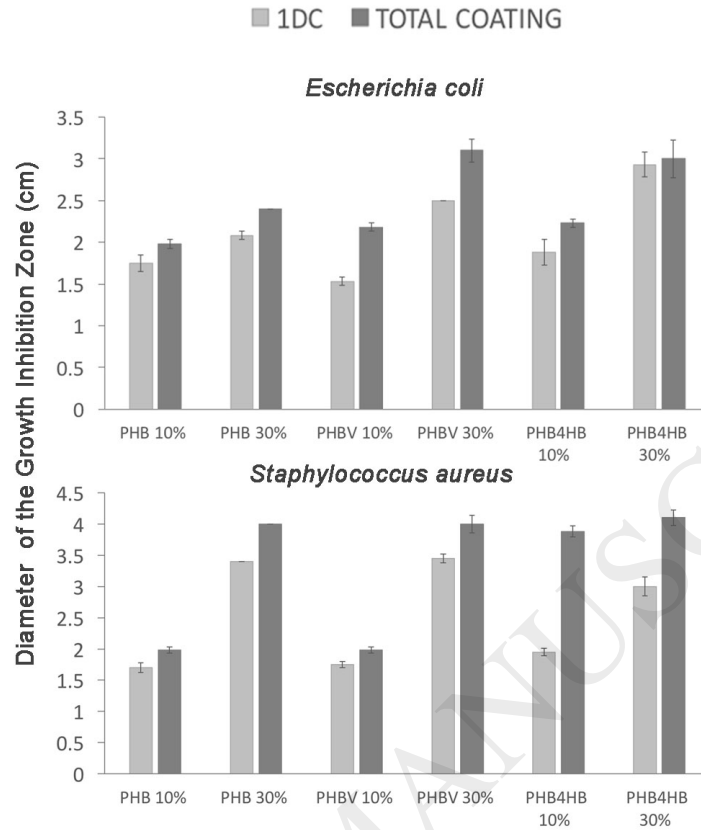 1DC TOTAL COATING
Escherichia coli
Diameter of the Growth Inhibition Zone (cm)
3.5
3
2.5
2
1.5
1
0.5
0
PHB 10% PHB 30% PHBV 10% PHBV 30% PHB4HB 10% PHB4HB 30%
Staphylococcus aureus
4.5
4
3.5
3
2.5
2
1.5
1
0.5
0
PHB 10% PHB 30% PHBV 10% PHBV 30% PHB4HB 10% PHB4HB 30%
MANUSC